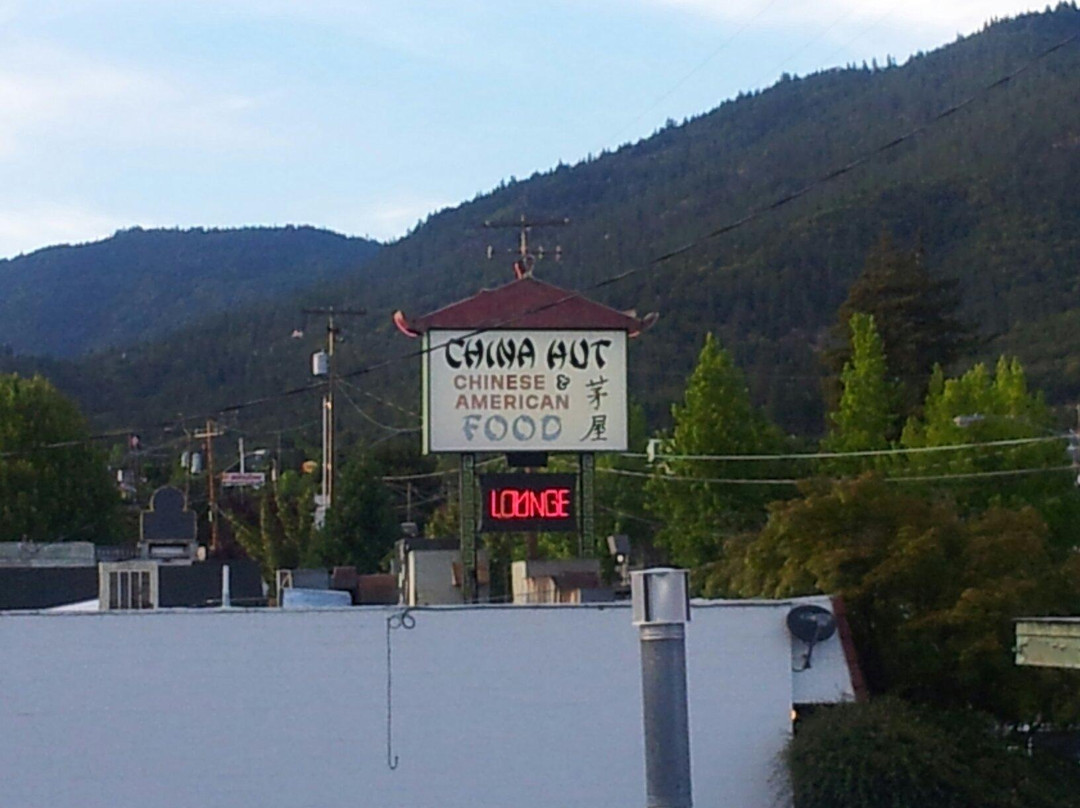 CHINA HUT
CHINESE &
AMERICAN
FOOD
茅屋
LOUNGE